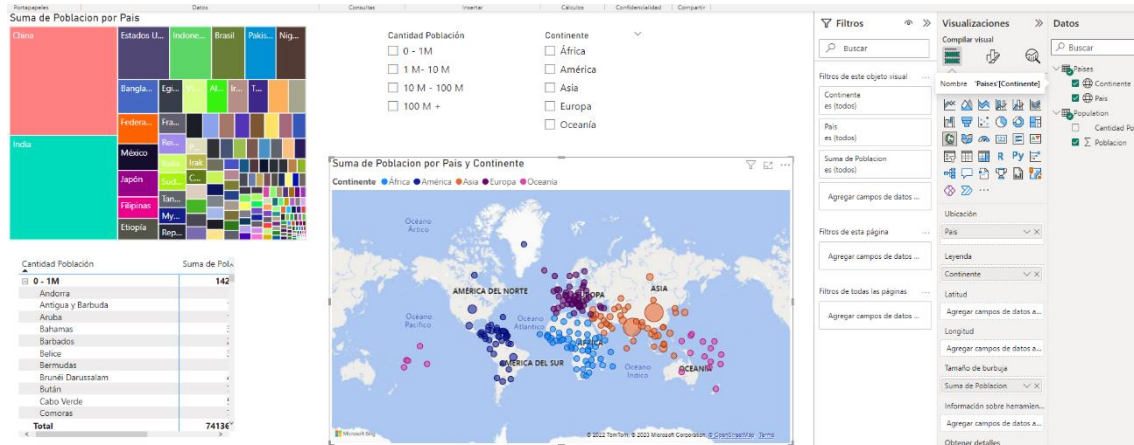 Portapapeles Datos Consultas Insertar Cálculos Confidencialidad Compartir
Suma de Poblacion por Pais
China
Estados U...
Indone...
Brasil
Pakis...
Nig...
Bangla...
Egi...
Al...
Ir...
T...
Federa...
Fra...
India
México
Rei...
Italia
Irak
Japón
Sud...
C...
Filipinas
Tan...
My...
Etiopía
Rep...
Cantidad Población
0 - 1M
1 M- 10 M
10 M - 100 M
100 M +
Continente
África
América
Asia
Europa
Oceanía
Cantidad Población Suma de Pobl
0 - 1M 142
Andorra
Antigua y Barbuda
Aruba
Bahamas
Barbados
Belice
Bermudas
Brunéi Darussalam
Bután
Cabo Verde
Comoras
Total 74136
Suma de Poblacion por Pais y Continente
Continente África América Asia Europa Oceania
Océano Ártico
AMÉRICA DEL NORTE
EUROPA
ASIA
Océano Pacífico
Océano Atlántico
ÁFRICA
AMÉRICA DEL SUR
Océano Indico
OCEANÍA
Microsoft Bing
© 2022 TomTom, © 2023 Microsoft Corporation, © OpenStreetMap Terms
Filtros
Buscar
Filtros de este objeto visual ...
Continente
es (todos)
Pais
es (todos)
Suma de Poblacion
es (todos)
Agregar campos de datos ...
Filtros de esta página ...
Agregar campos de datos ...
Filtros de todas las páginas ...
Agregar campos de datos ...
Visualizaciones
Compilar visual
Nombre 'Paises'[Continente]
R Py
...
Ubicación
Pais
Leyenda
Continente
Latitud
Agregar campos de datos a...
Longitud
Agregar campos de datos a...
Tamaño de burbuja
Suma de Poblacion
Información sobre herramien...
Agregar campos de datos a...
Obtener detalles
Datos
Buscar
Paises
Continente
Pais
Population
Cantidad Po
Poblacion